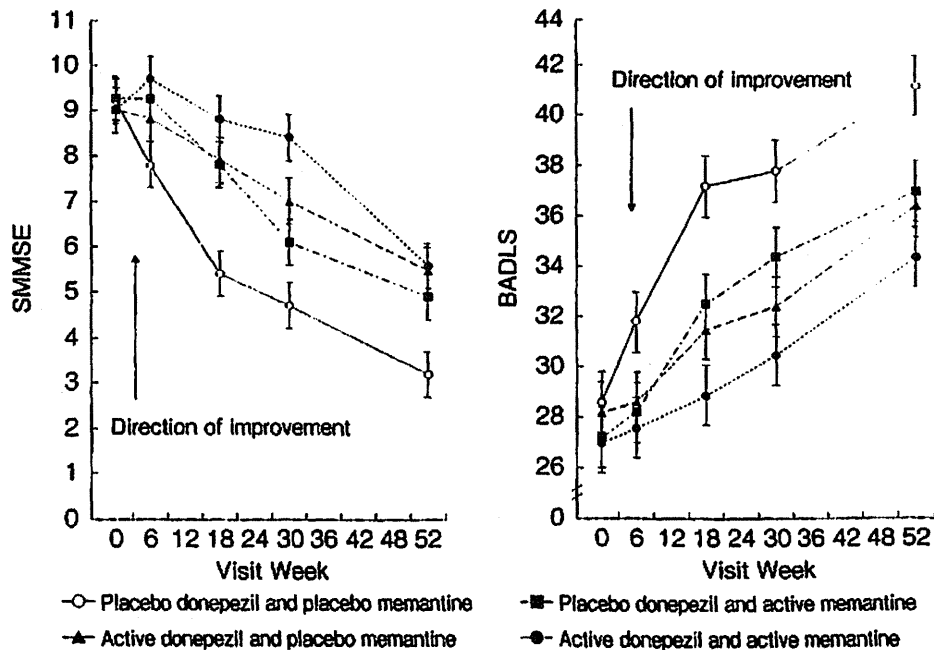 11
10
9
8
7
6
5
4
3
2
1
0
SMMSE
Direction of improvement
0 6 12 18 24 30 36 42 48 52
Visit Week
44
42
40
38
36
34
32
30
28
26
0
BADLS
Direction of improvement
0 6 12 18 24 30 36 42 48 52
Visit Week
Placebo donepezil and placebo memantine
Placebo donepezil and active memantine
Active donepezil and placebo memantine
Active donepezil and active memantine